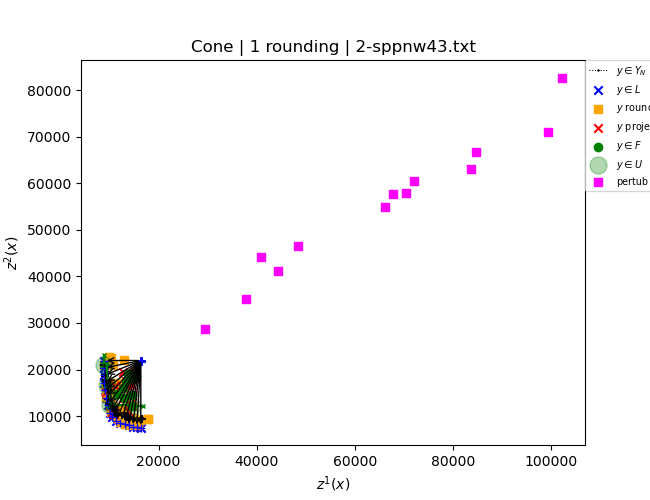 Cone | 1 rounding | 2-sppnw43.txt
80000
70000
60000
50000
40000
30000
20000
10000
z²(x)
20000 40000 60000 80000 100000
z¹(x)
y ∈ Y_N
y ∈ L
y roun
y proje
y ∈ F
y ∈ U
pertub